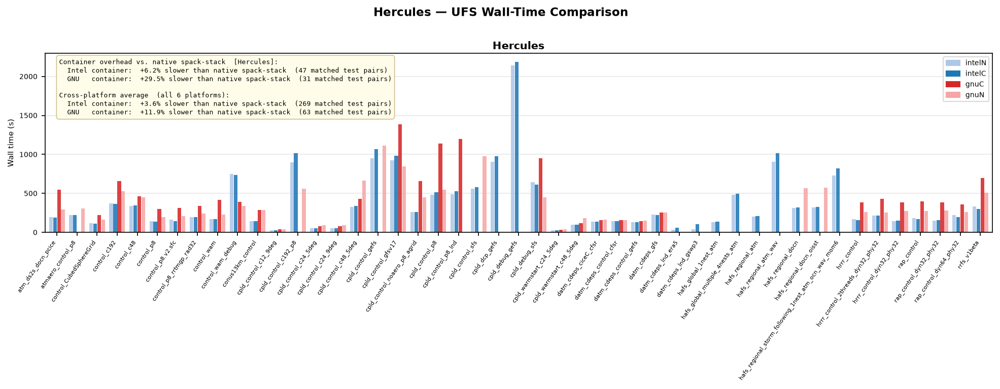 Hercules — UFS Wall-Time Comparison
Hercules
Container overhead vs. native spack-stack  [Hercules]:
Intel container:  +6.2% slower than native spack-stack  (47 matched test pairs)
GNU   container:  +29.5% slower than native spack-stack  (31 matched test pairs)
Cross-platform average  (all 6 platforms):
Intel container:  +3.6% slower than native spack-stack  (269 matched test pairs)
GNU   container:  +11.9% slower than native spack-stack  (63 matched test pairs)
intelN
intelC
gnuC
gnuN
Wall time (s)
2000
1500
1000
500
0
atm_ds2s_docn_pcice
atmaero_control_p8
control_CubedSphereGrid
control_c192
control_c48
control_p8
control_p8.v2.sfc
control_p8_rrtmgp_rad32
control_wam
control_wam_debug
conus13km_control
cpld_control_c12_9deg
cpld_control_c192_p8
cpld_control_c24_5deg
cpld_control_c24_9deg
cpld_control_c48_5deg
cpld_control_gefs
cpld_control_gfsv17
cpld_control_noaero_p8_agrid
cpld_control_p8
cpld_control_p8_lnd
cpld_control_sfs
cpld_dcp_gefs
cpld_debug_gefs
cpld_debug_sfs
cpld_warmstart_c24_5deg
cpld_warmstart_c48_5deg
datm_cdeps_ciceC_cfsr
datm_cdeps_control_cfsr
datm_cdeps_control_gefs
datm_cdeps_gfs
datm_cdeps_lnd_era5
datm_cdeps_lnd_gswp3
hafs_global_1nest_atm
hafs_global_multiple_4nests_atm
hafs_regional_atm
hafs_regional_atm_wav
hafs_regional_docn
hafs_regional_docn_oisst
hafs_regional_storm_following_1nest_atm_ocn_wav_mom6
hrrr_control
hrrr_control_2threads_dyn32_phy32
hrrr_control_dyn32_phy32
rap_control
rap_control_dyn32_phy32
rap_control_dyn64_phy32
rrfs_v1beta